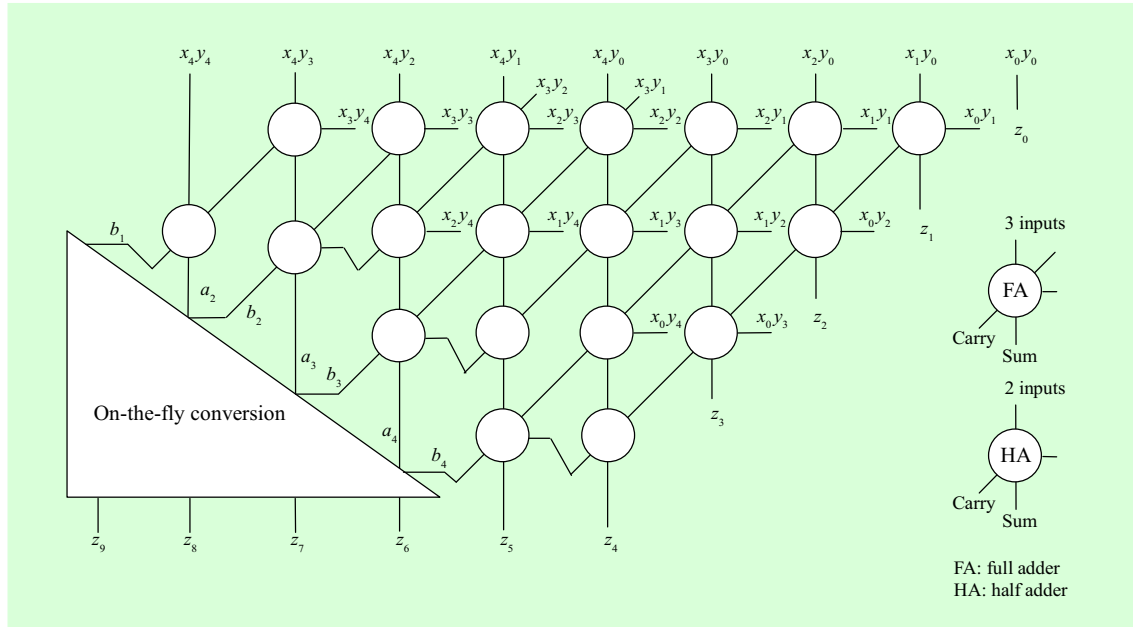 x₄y₄ x₄y₃ x₄y₂ x₄y₁ x₄y₀ x₃y₀ x₂y₀ x₁y₀ x₀y₀
x₃y₂ x₃y₁
x₃y₄ x₃y₃ x₂y₃ x₂y₂ x₂y₁ x₁y₁ x₀y₁
z₀
x₂y₄ x₁y₄ x₁y₃ x₁y₂ x₀y₂
b₁ z₁
3 inputs
a₂
FA
b₂ z₂
x₀y₄ x₀y₃
Carry
Sum
a₃
b₃
2 inputs
On-the-fly conversion
z₃
a₄
b₄
HA
Carry
Sum
z₉ z₈ z₇ z₆ z₅ z₄
FA: full adder
HA: half adder